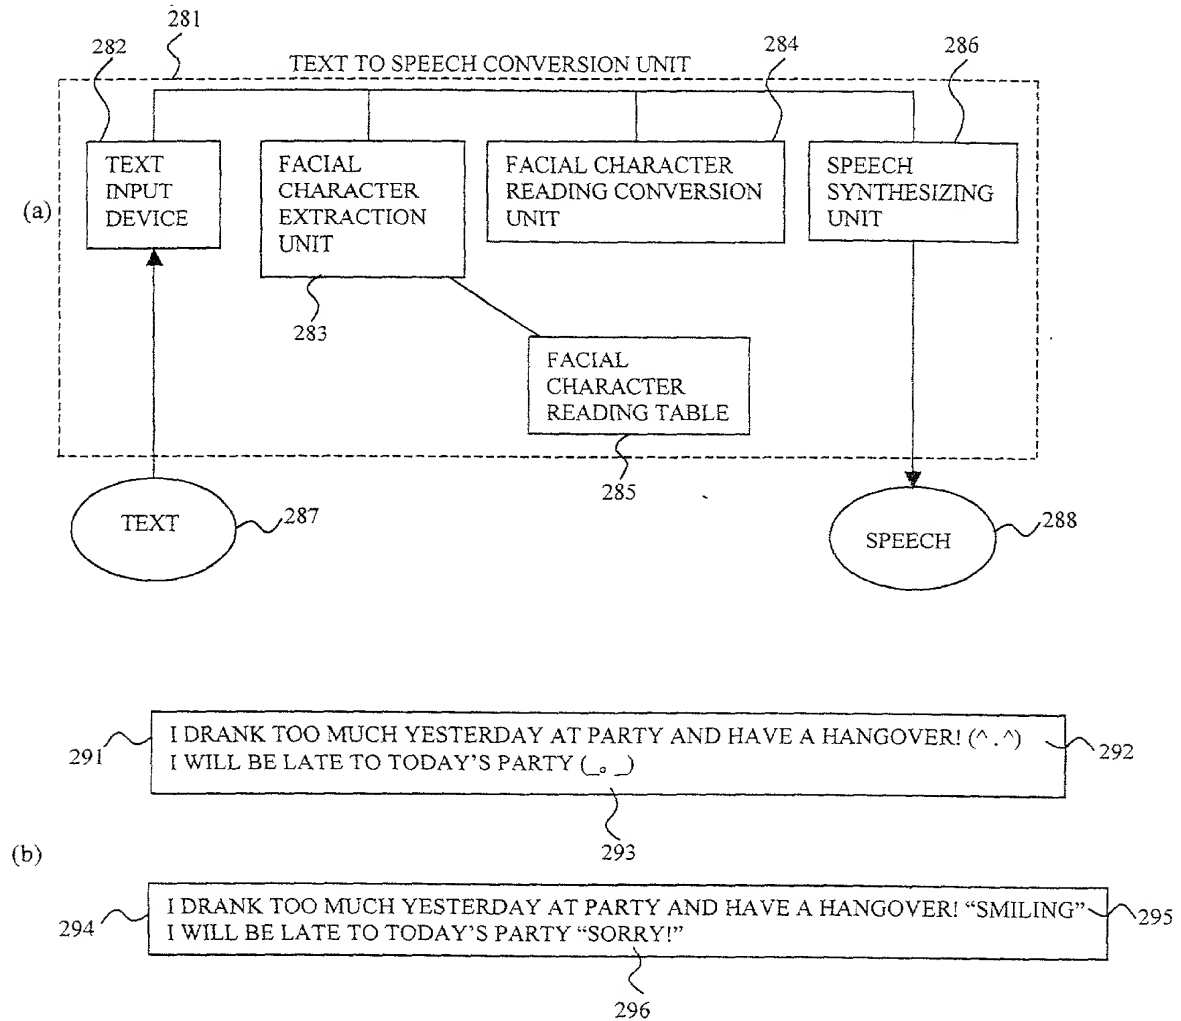 281
282
TEXT TO SPEECH CONVERSION UNIT
284
286
(a)
TEXT
INPUT
DEVICE
FACIAL
CHARACTER
EXTRACTION
UNIT
FACIAL CHARACTER
READING CONVERSION
UNIT
SPEECH
SYNTHESIZING
UNIT
283
FACIAL
CHARACTER
READING TABLE
285
TEXT
287
SPEECH
288
(b)
291
I DRANK TOO MUCH YESTERDAY AT PARTY AND HAVE A HANGOVER! (^ . ^)
I WILL BE LATE TO TODAY'S PARTY (_。_)
292
293
294
I DRANK TOO MUCH YESTERDAY AT PARTY AND HAVE A HANGOVER! “SMILING”
I WILL BE LATE TO TODAY'S PARTY “SORRY!”
295
296